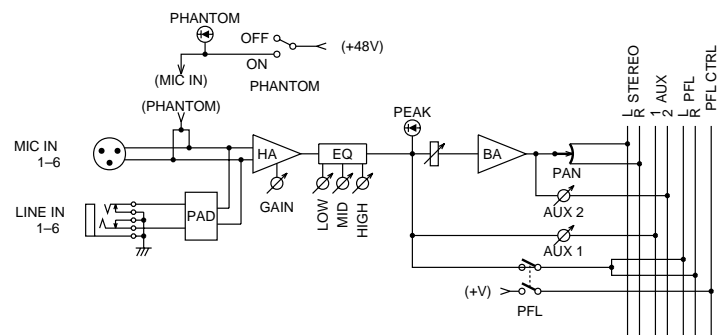 PHANTOM
OFF
(+48V)
ON
(MIC IN)
PHANTOM
(PHANTOM)
PEAK
MIC IN
1–6
HA
EQ
BA
PAN
GAIN
LOW
MID
HIGH
LINE IN
1–6
PAD
AUX 2
AUX 1
(+V)
PFL
L
R STEREO
1
2 AUX
L
R PFL
PFL CTRL